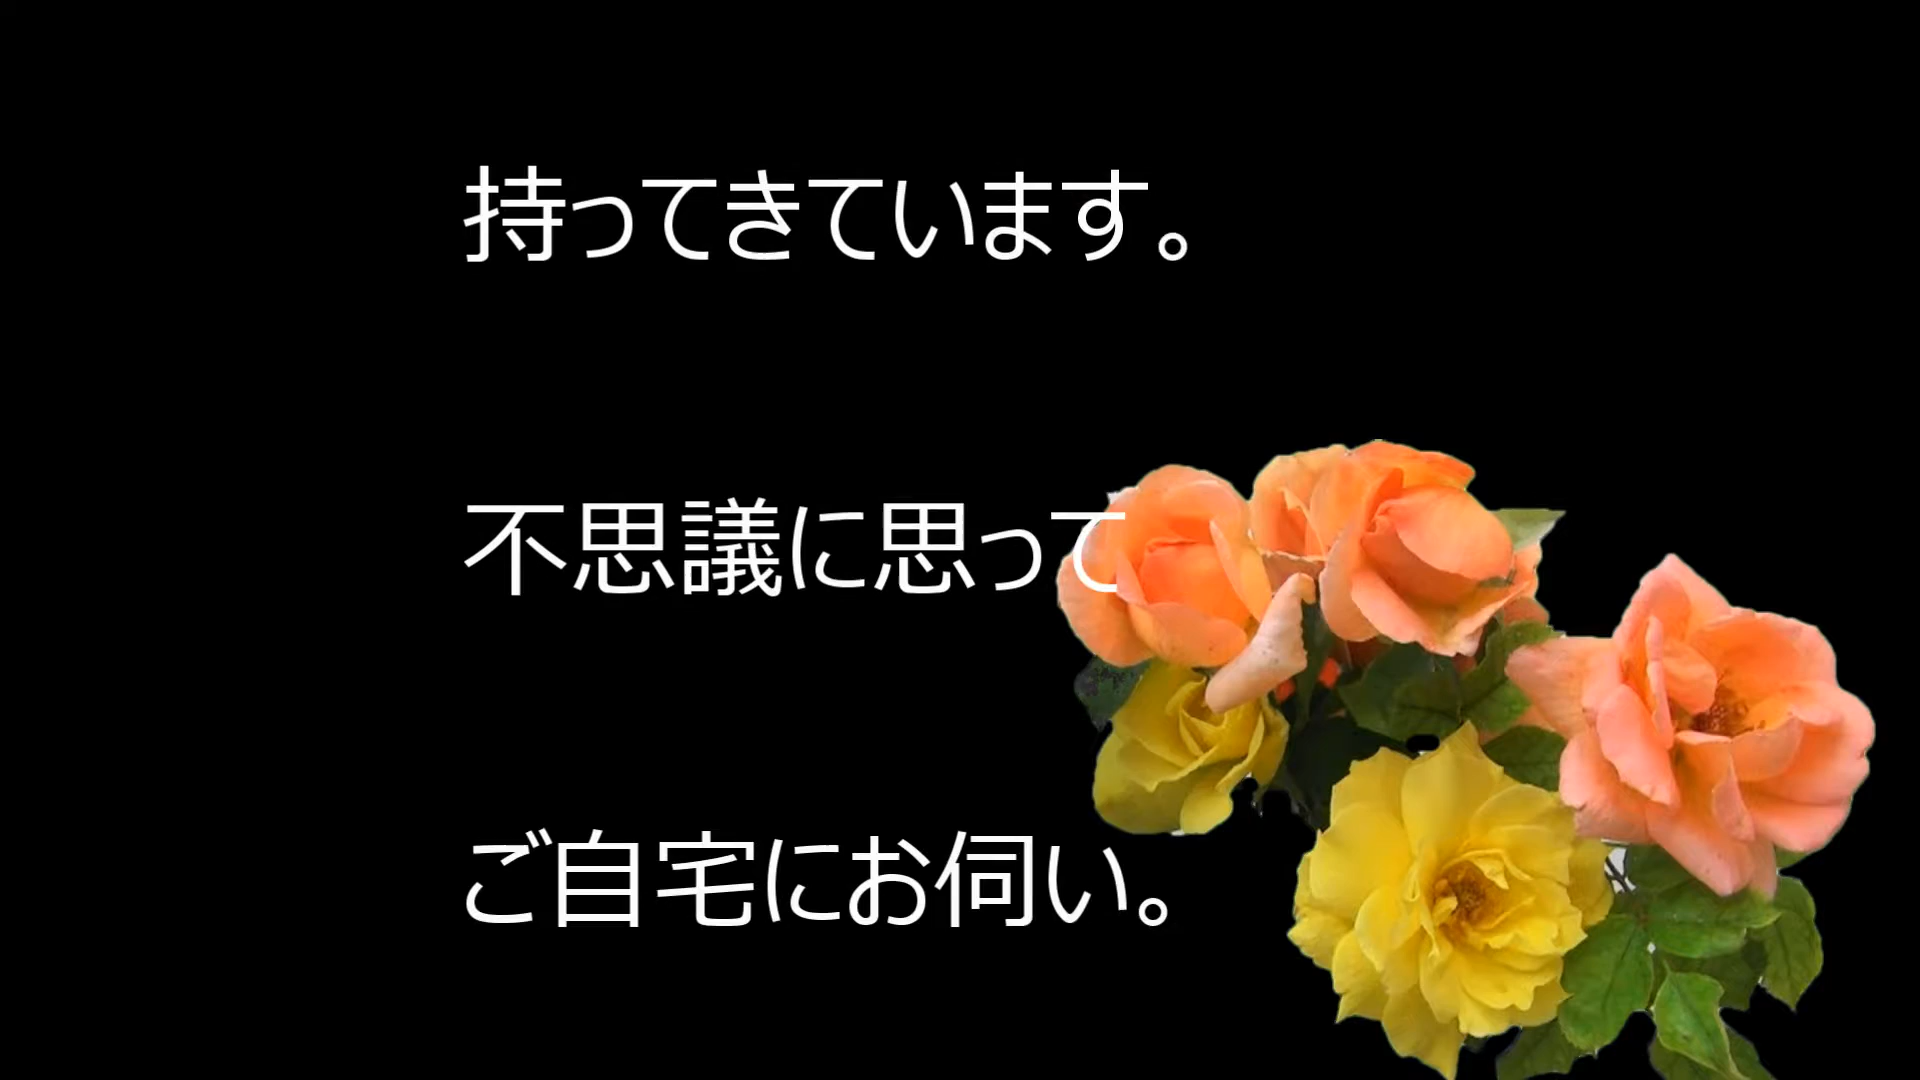 持ってきています。
不思議に思って
ご自宅にお伺い。